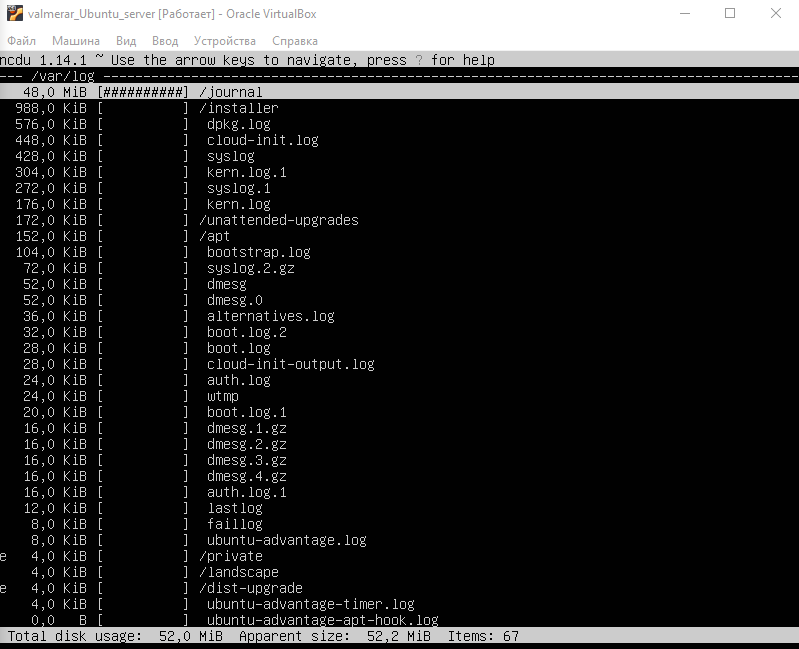 valmerar_Ubuntu_server [Работает] - Oracle VirtualBox
Файл Машина Вид Ввод Устройства Справка
ncdu 1.14.1 ~ Use the arrow keys to navigate, press ? for help
--- /var/log ---------------------------------------------------------------------------------------
48,0 MiB [##########] /journal
988,0 KiB [          ] /installer
576,0 KiB [          ]  dpkg.log
448,0 KiB [          ]  cloud-init.log
428,0 KiB [          ]  syslog
304,0 KiB [          ]  kern.log.1
272,0 KiB [          ]  syslog.1
176,0 KiB [          ]  kern.log
172,0 KiB [          ] /unattended-upgrades
152,0 KiB [          ] /apt
104,0 KiB [          ]  bootstrap.log
72,0 KiB [          ]  syslog.2.gz
52,0 KiB [          ]  dmesg
52,0 KiB [          ]  dmesg.0
36,0 KiB [          ]  alternatives.log
32,0 KiB [          ]  boot.log.2
28,0 KiB [          ]  boot.log
28,0 KiB [          ]  cloud-init-output.log
24,0 KiB [          ]  auth.log
24,0 KiB [          ]  wtmp
20,0 KiB [          ]  boot.log.1
16,0 KiB [          ]  dmesg.1.gz
16,0 KiB [          ]  dmesg.2.gz
16,0 KiB [          ]  dmesg.3.gz
16,0 KiB [          ]  dmesg.4.gz
16,0 KiB [          ]  auth.log.1
12,0 KiB [          ]  lastlog
8,0 KiB [          ]  faillog
8,0 KiB [          ]  ubuntu-advantage.log
e 4,0 KiB [          ] /private
4,0 KiB [          ] /landscape
e 4,0 KiB [          ] /dist-upgrade
4,0 KiB [          ]  ubuntu-advantage-timer.log
0,0 B [          ]  ubuntu-advantage-apt-hook.log
Total disk usage: 52,0 MiB Apparent size: 52,2 MiB Items: 67